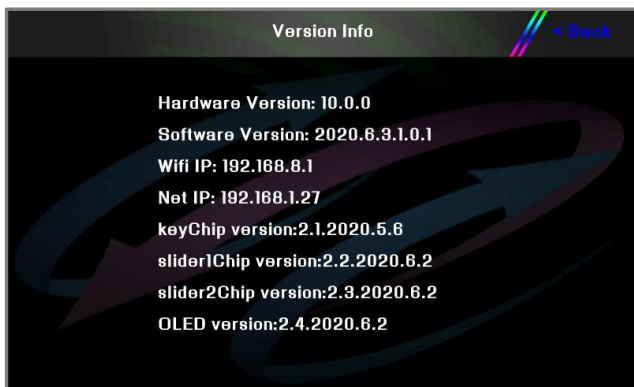 Version Info
< Back
Hardware Version: 10.0.0
Software Version: 2020.6.3.1.0.1
Wifi IP: 192.168.8.1
Net IP: 192.168.1.27
keyChip version:2.1.2020.5.6
slider1Chip version:2.2.2020.6.2
slider2Chip version:2.3.2020.6.2
OLED version:2.4.2020.6.2